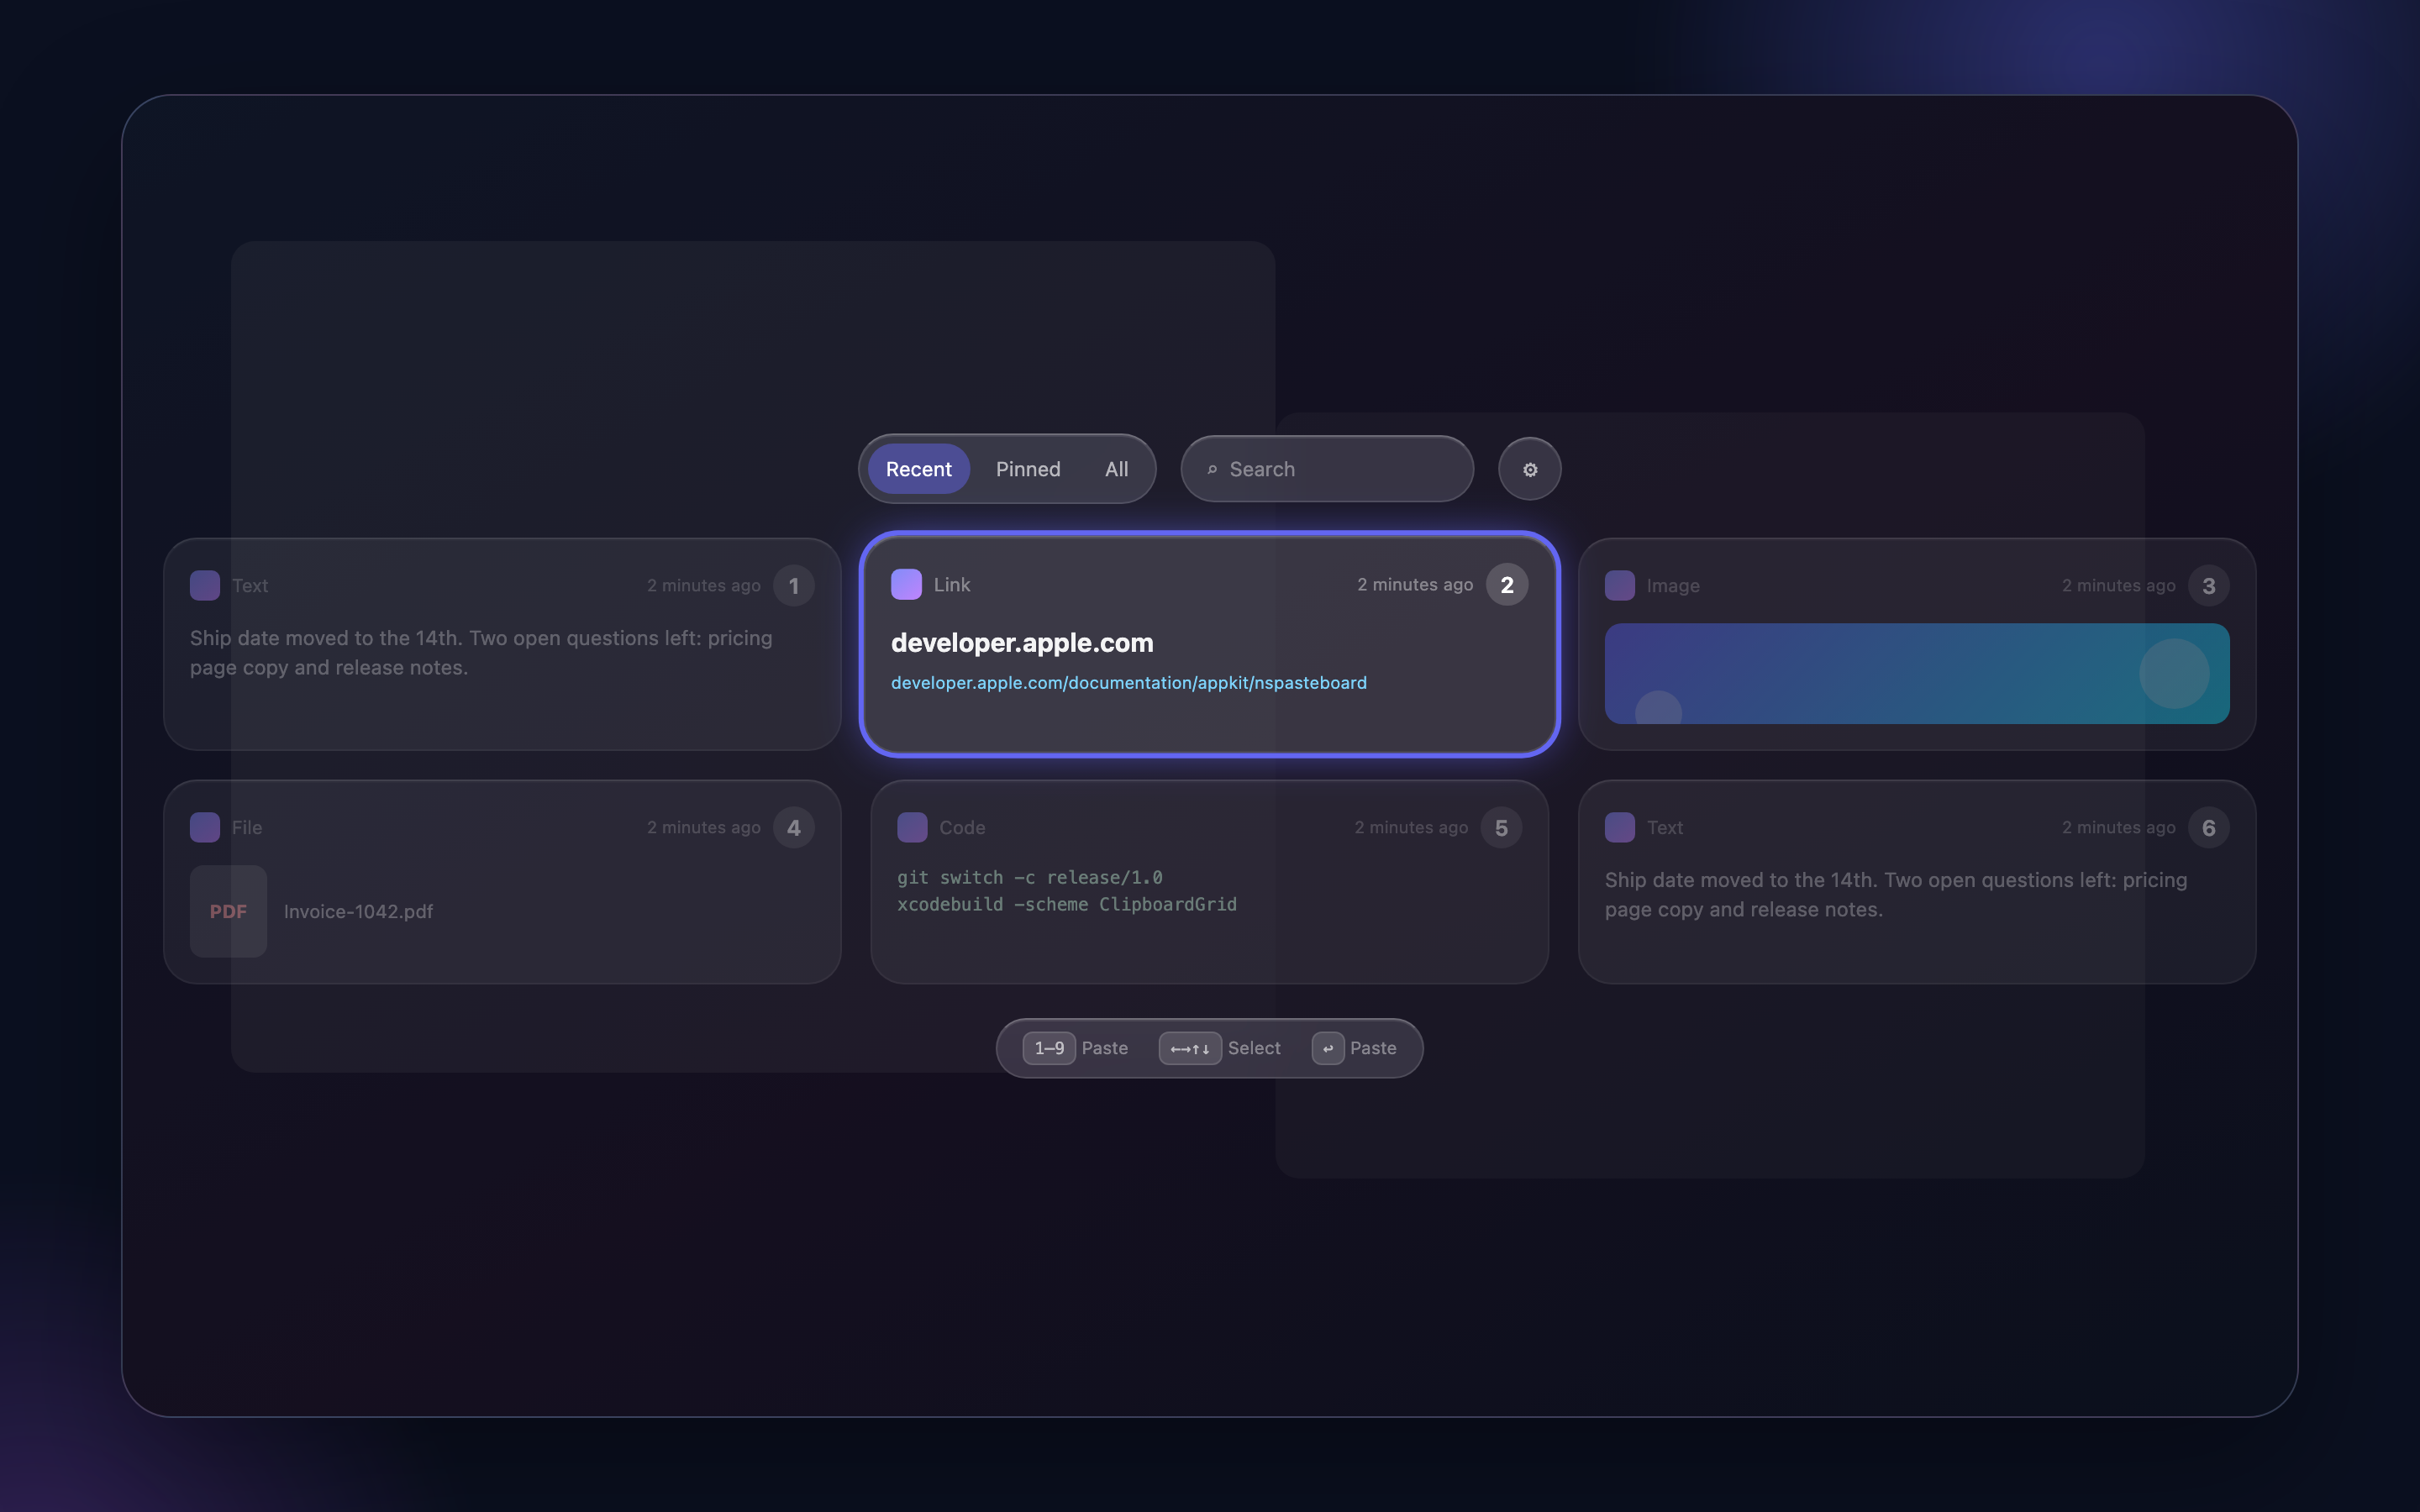 Recent Pinned All
Search
Text 2 minutes ago 1
Ship date moved to the 14th. Two open questions left: pricing
page copy and release notes.
Link 2 minutes ago 2
developer.apple.com
developer.apple.com/documentation/appkit/nspasteboard
Image 2 minutes ago 3
File 2 minutes ago 4
PDF
Invoice-1042.pdf
Code 2 minutes ago 5
git switch -c release/1.0
xcodebuild -scheme ClipboardGrid
Text 2 minutes ago 6
Ship date moved to the 14th. Two open questions left: pricing
page copy and release notes.
1–9 Paste ←→↑↓ Select ↩ Paste